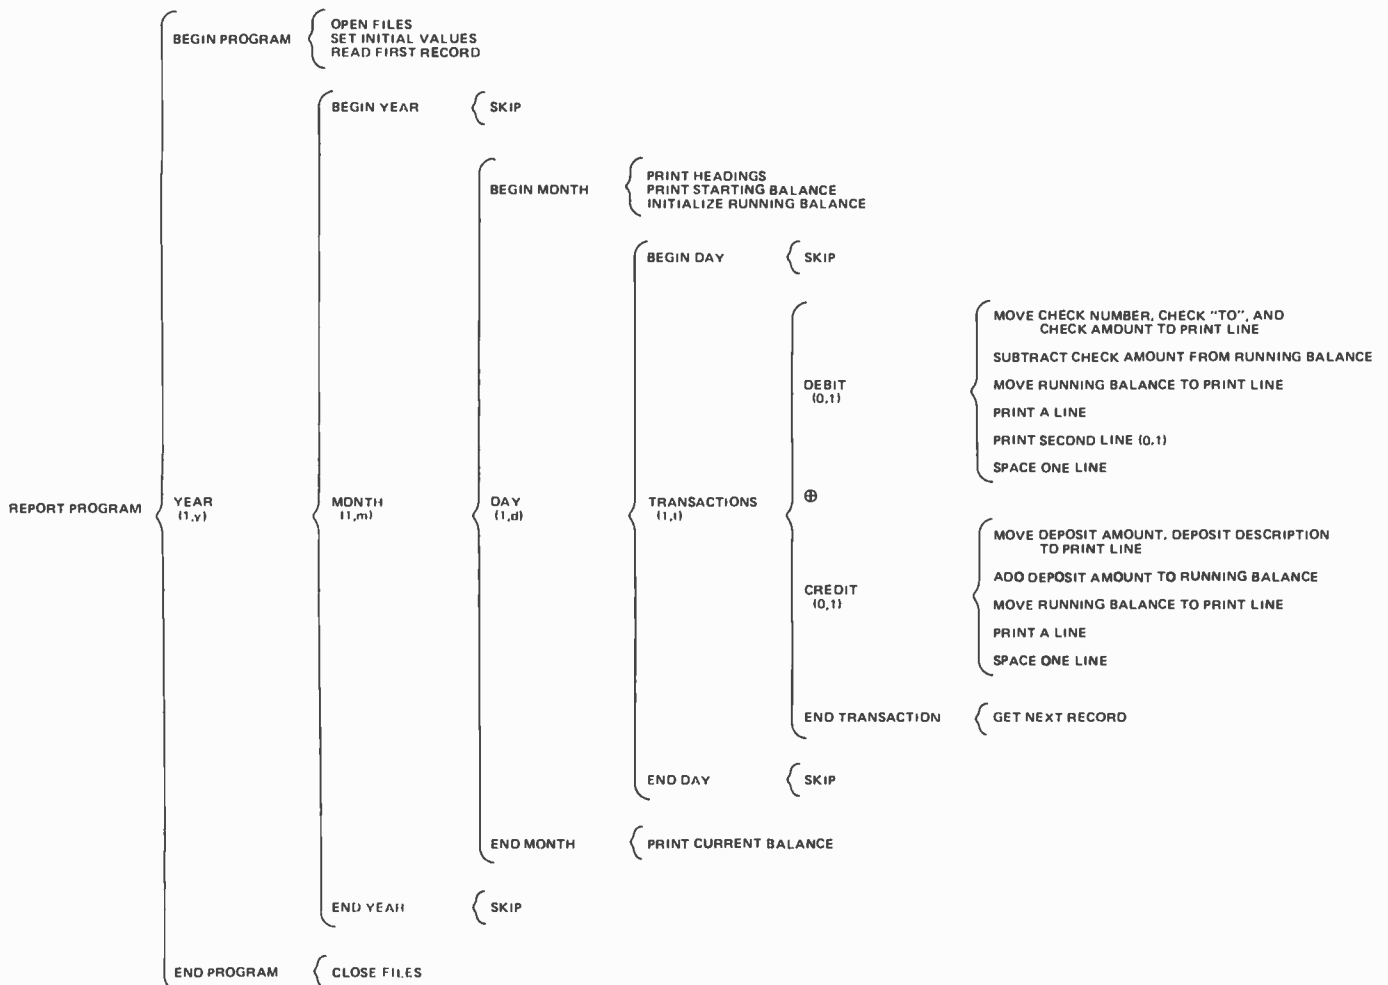 OPEN FILES
BEGIN PROGRAM
SET INITIAL VALUES
READ FIRST RECORD
BEGIN YEAR
SKIP
PRINT HEADINGS
BEGIN MONTH
PRINT STARTING BALANCE
INITIALIZE RUNNING BALANCE
BEGIN DAY
SKIP
MOVE CHECK NUMBER, CHECK "TO", AND
CHECK AMOUNT TO PRINT LINE
SUBTRACT CHECK AMOUNT FROM RUNNING BALANCE
DEBIT
(0,1)
MOVE RUNNING BALANCE TO PRINT LINE
PRINT A LINE
PRINT SECOND LINE (0,1)
SPACE ONE LINE
REPORT PROGRAM
YEAR
(1,y)
MONTH
(1,m)
DAY
(1,d)
TRANSACTIONS
(1,t)
⊕
MOVE DEPOSIT AMOUNT, DEPOSIT DESCRIPTION
TO PRINT LINE
ADD DEPOSIT AMOUNT TO RUNNING BALANCE
CREDIT
(0,1)
MOVE RUNNING BALANCE TO PRINT LINE
PRINT A LINE
SPACE ONE LINE
END TRANSACTION
GET NEXT RECORD
END DAY
SKIP
END MONTH
PRINT CURRENT BALANCE
END YEAR
SKIP
END PROGRAM
CLOSE FILES